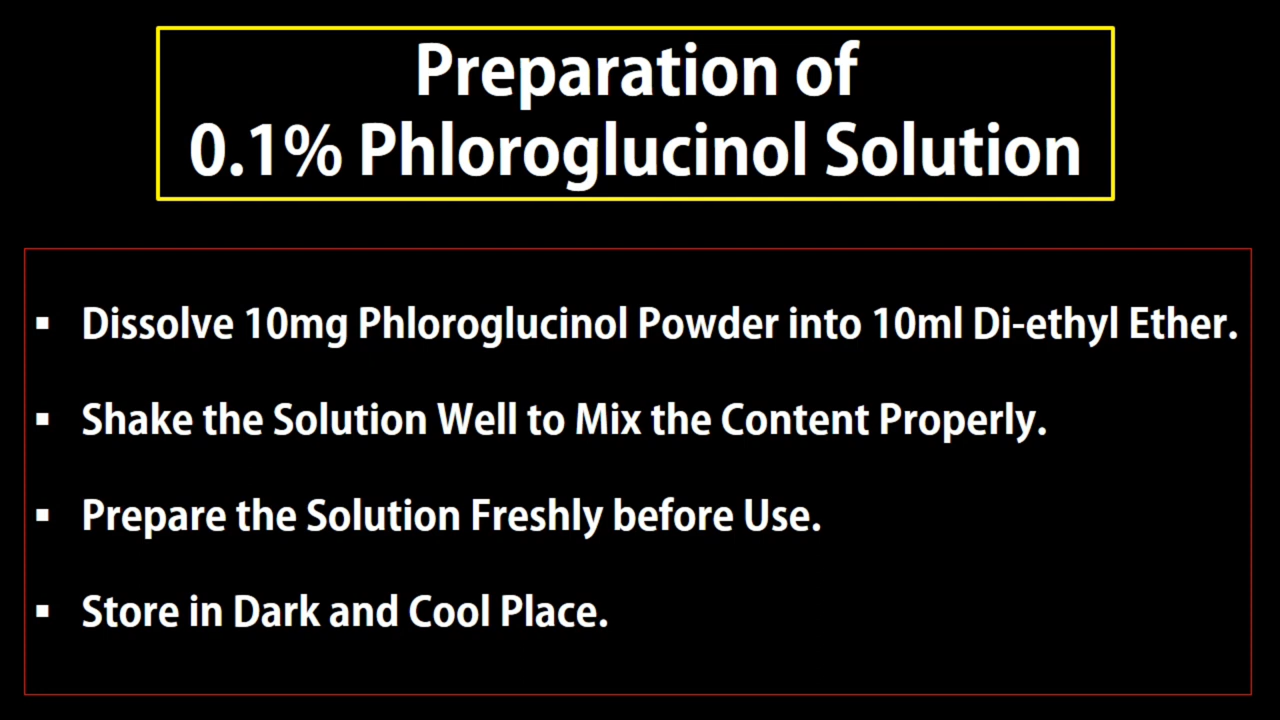 Preparation of
0.1% Phloroglucinol Solution
▪ Dissolve 10mg Phloroglucinol Powder into 10ml Di-ethyl Ether.
▪ Shake the Solution Well to Mix the Content Properly.
▪ Prepare the Solution Freshly before Use.
▪ Store in Dark and Cool Place.